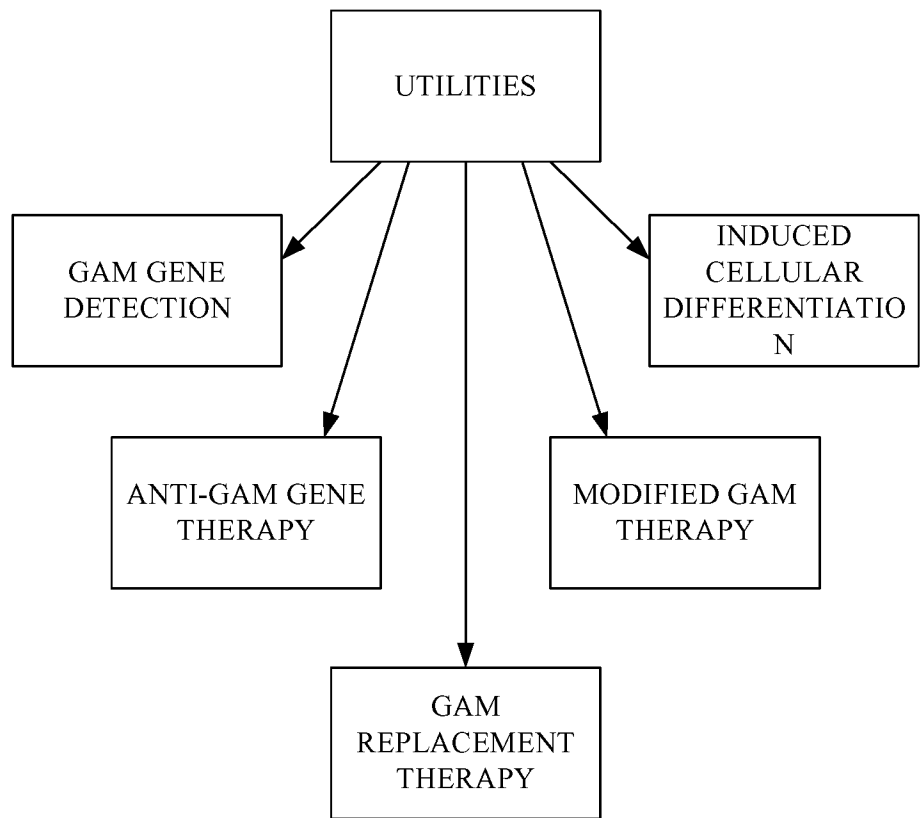 UTILITIES
GAM GENE
DETECTION
INDUCED
CELLULAR
DIFFERENTIATIO
N
ANTI-GAM GENE
THERAPY
MODIFIED GAM
THERAPY
GAM
REPLACEMENT
THERAPY